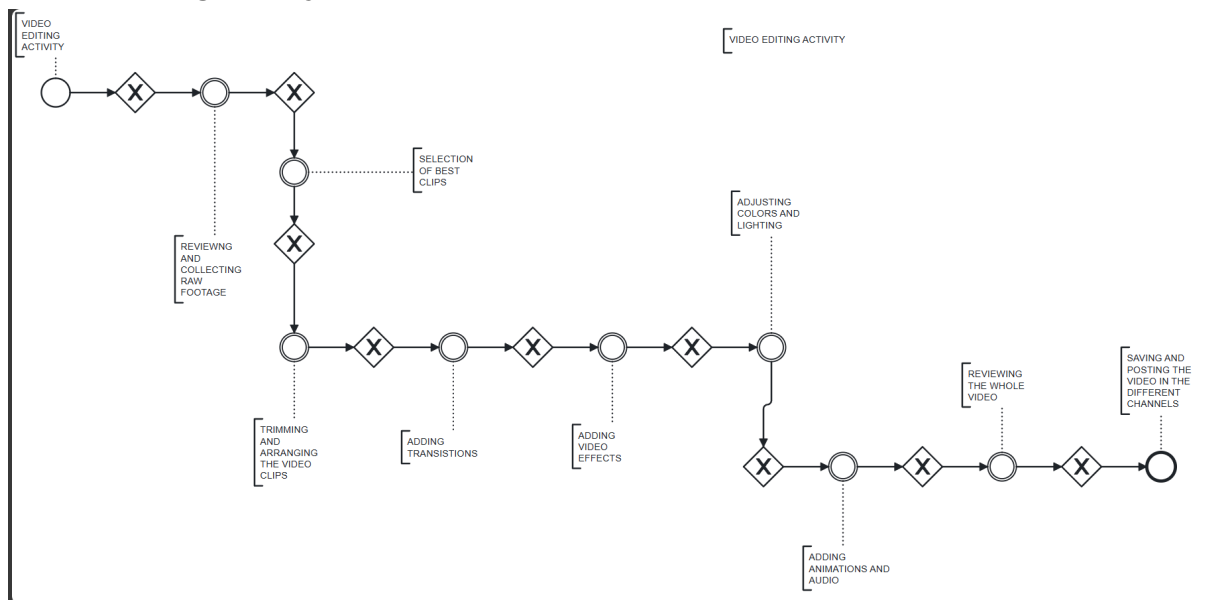 VIDEO
EDITING
ACTIVITY
VIDEO EDITING ACTIVITY
X
X
SELECTION
OF BEST
CLIPS
ADJUSTING
COLORS AND
LIGHTING
X
REVIEWNG
AND
COLLECTING
RAW
FOOTAGE
X
X
X
SAVING AND
POSTING THE
VIDEO IN THE
DIFFERENT
CHANNELS
REVIEWING
THE WHOLE
VIDEO
TRIMMING
AND
ARRANGING
THE VIDEO
CLIPS
ADDING
TRANSISTIONS
ADDING
VIDEO
EFFECTS
X
X
X
ADDING
ANIMATIONS AND
AUDIO